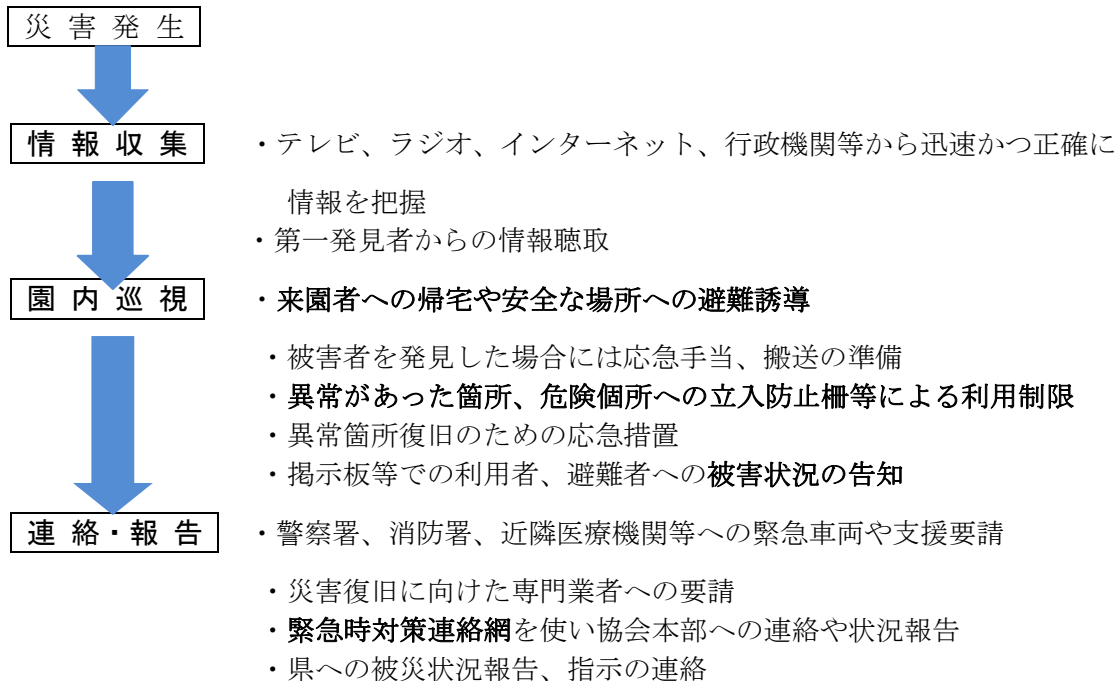 災害発生
情報収集
・テレビ、ラジオ、インターネット、行政機関等から迅速かつ正確に
情報を把握
・第一発見者からの情報聴取
園内巡視
・来園者への帰宅や安全な場所への避難誘導
・被害者を発見した場合には応急手当、搬送の準備
・異常があった箇所、危険個所への立入防止柵等による利用制限
・異常箇所復旧のための応急措置
・掲示板等での利用者、避難者への被害状況の告知
連絡・報告
・警察署、消防署、近隣医療機関等への緊急車両や支援要請
・災害復旧に向けた専門業者への要請
・緊急時対策連絡網を使い協会本部への連絡や状況報告
・県への被災状況報告、指示の連絡